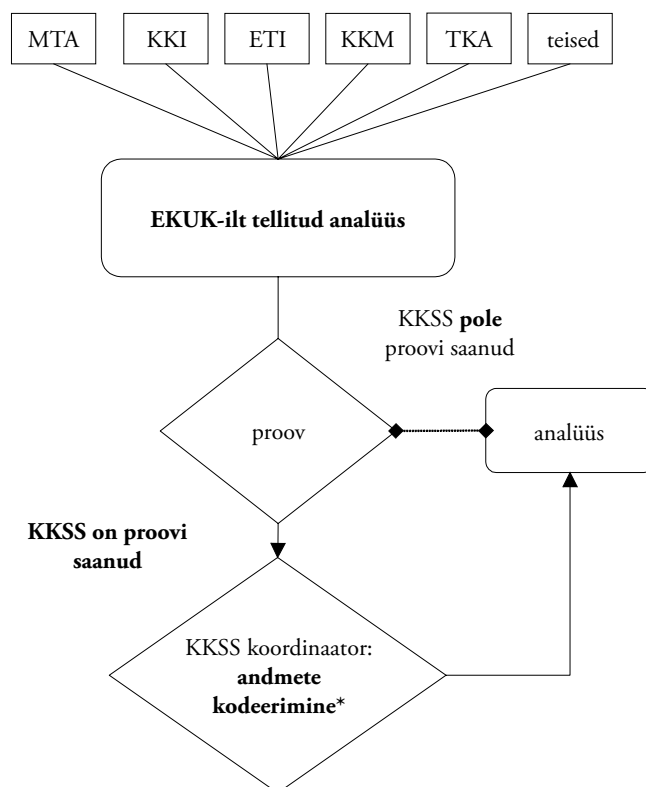 MTA KKI ETI KKM TKA teised
EKUK-ilt tellitud analüüs
KKSS pole
proovi saanud
proov
analüüs
KKSS on proovi
saanud
KKSS koordinaator:
andmete
kodeerimine*